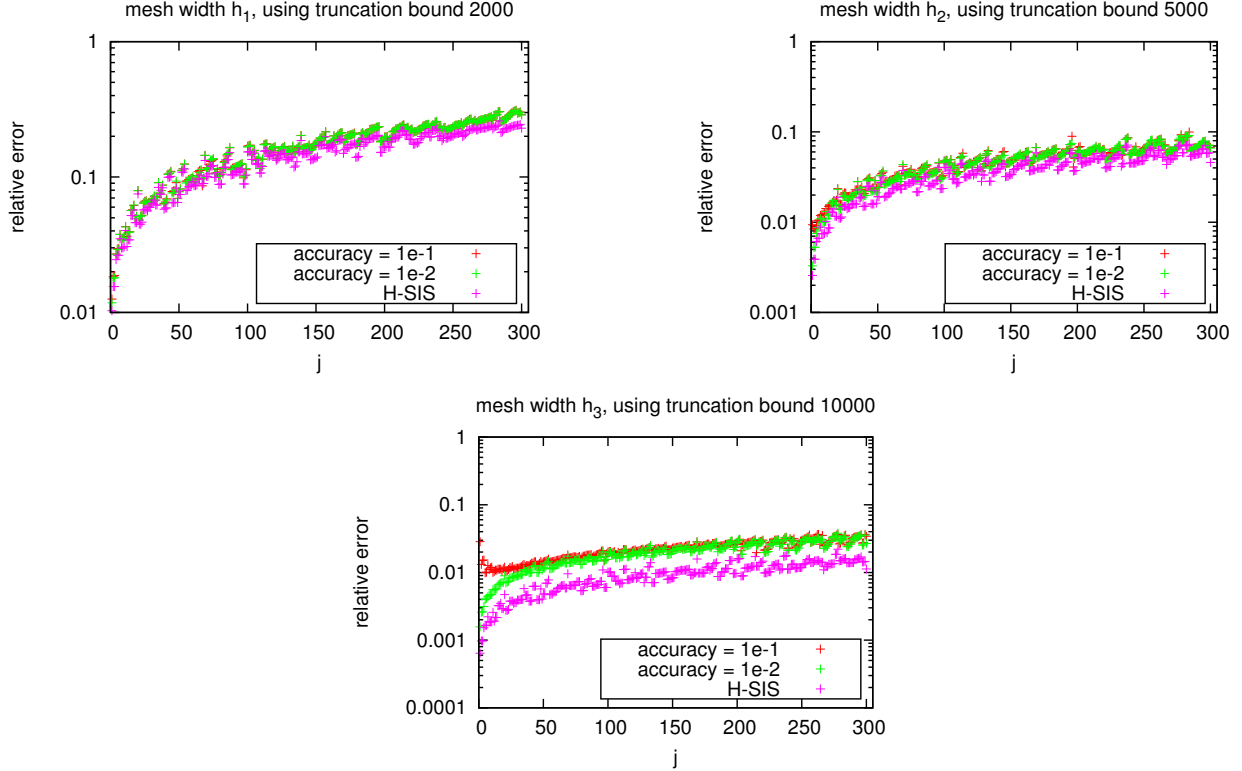 mesh width h1, using truncation bound 2000
relative error
1
0.1
0.01
accuracy = 1e-1
accuracy = 1e-2
H-SIS
0 50 100 150 200 250 300
j
mesh width h2, using truncation bound 5000
relative error
1
0.1
0.01
0.001
accuracy = 1e-1
accuracy = 1e-2
H-SIS
0 50 100 150 200 250 300
j
mesh width h3, using truncation bound 10000
relative error
1
0.1
0.01
0.001
0.0001
accuracy = 1e-1
accuracy = 1e-2
H-SIS
0 50 100 150 200 250 300
j